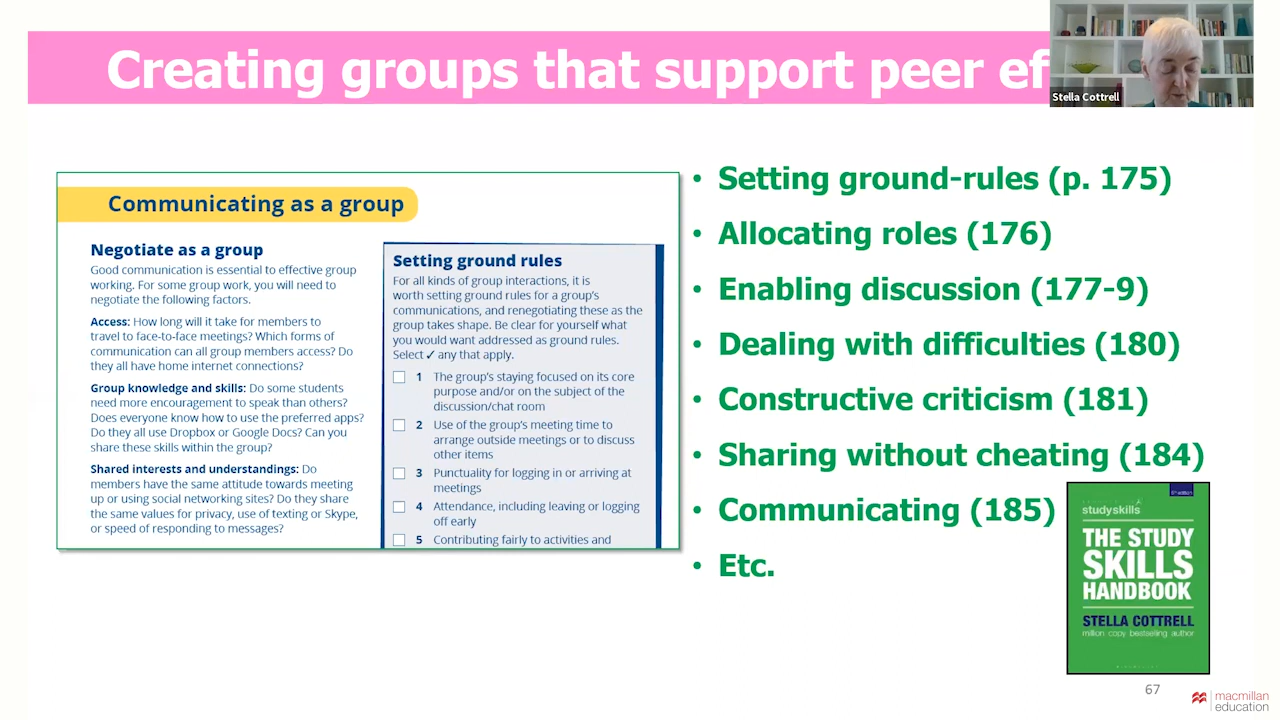 Creating groups that support peer ef
Stella Cottrell
Communicating as a group
Negotiate as a group
Good communication is essential to effective group
working. For some group work, you will need to
negotiate the following factors.
Access: How long will it take for members to
travel to face-to-face meetings? Which forms of
communication can all group members access? Do
they all have home internet connections?
Group knowledge and skills: Do some students
need more encouragement to speak than others?
Does everyone know how to use the preferred apps?
Do they all use Dropbox or Google Docs? Can you
share these skills within the group?
Shared interests and understandings: Do
members have the same attitude towards meeting
up or using social networking sites? Do they share
the same values for privacy, use of texting or Skype,
or speed of responding to messages?
Setting ground rules
For all kinds of group interactions, it is
worth setting ground rules for a group's
communications, and renegotiating these as the
group takes shape. Be clear for yourself what
you would want addressed as ground rules.
Select ✓ any that apply.
1 The group's staying focused on its core
purpose and/or on the subject of the
discussion/chat room
2 Use of the group's meeting time to
arrange outside meetings or to discuss
other items
3 Punctuality for logging in or arriving at
meetings
4 Attendance, including leaving or logging
off early
5 Contributing fairly to activities and
• Setting ground-rules (p. 175)
• Allocating roles (176)
• Enabling discussion (177-9)
• Dealing with difficulties (180)
• Constructive criticism (181)
• Sharing without cheating (184)
• Communicating (185)
• Etc.
studyskills
THE STUDY
SKILLS
HANDBOOK
STELLA COTTRELL
million copy bestselling author
67
macmillan
education